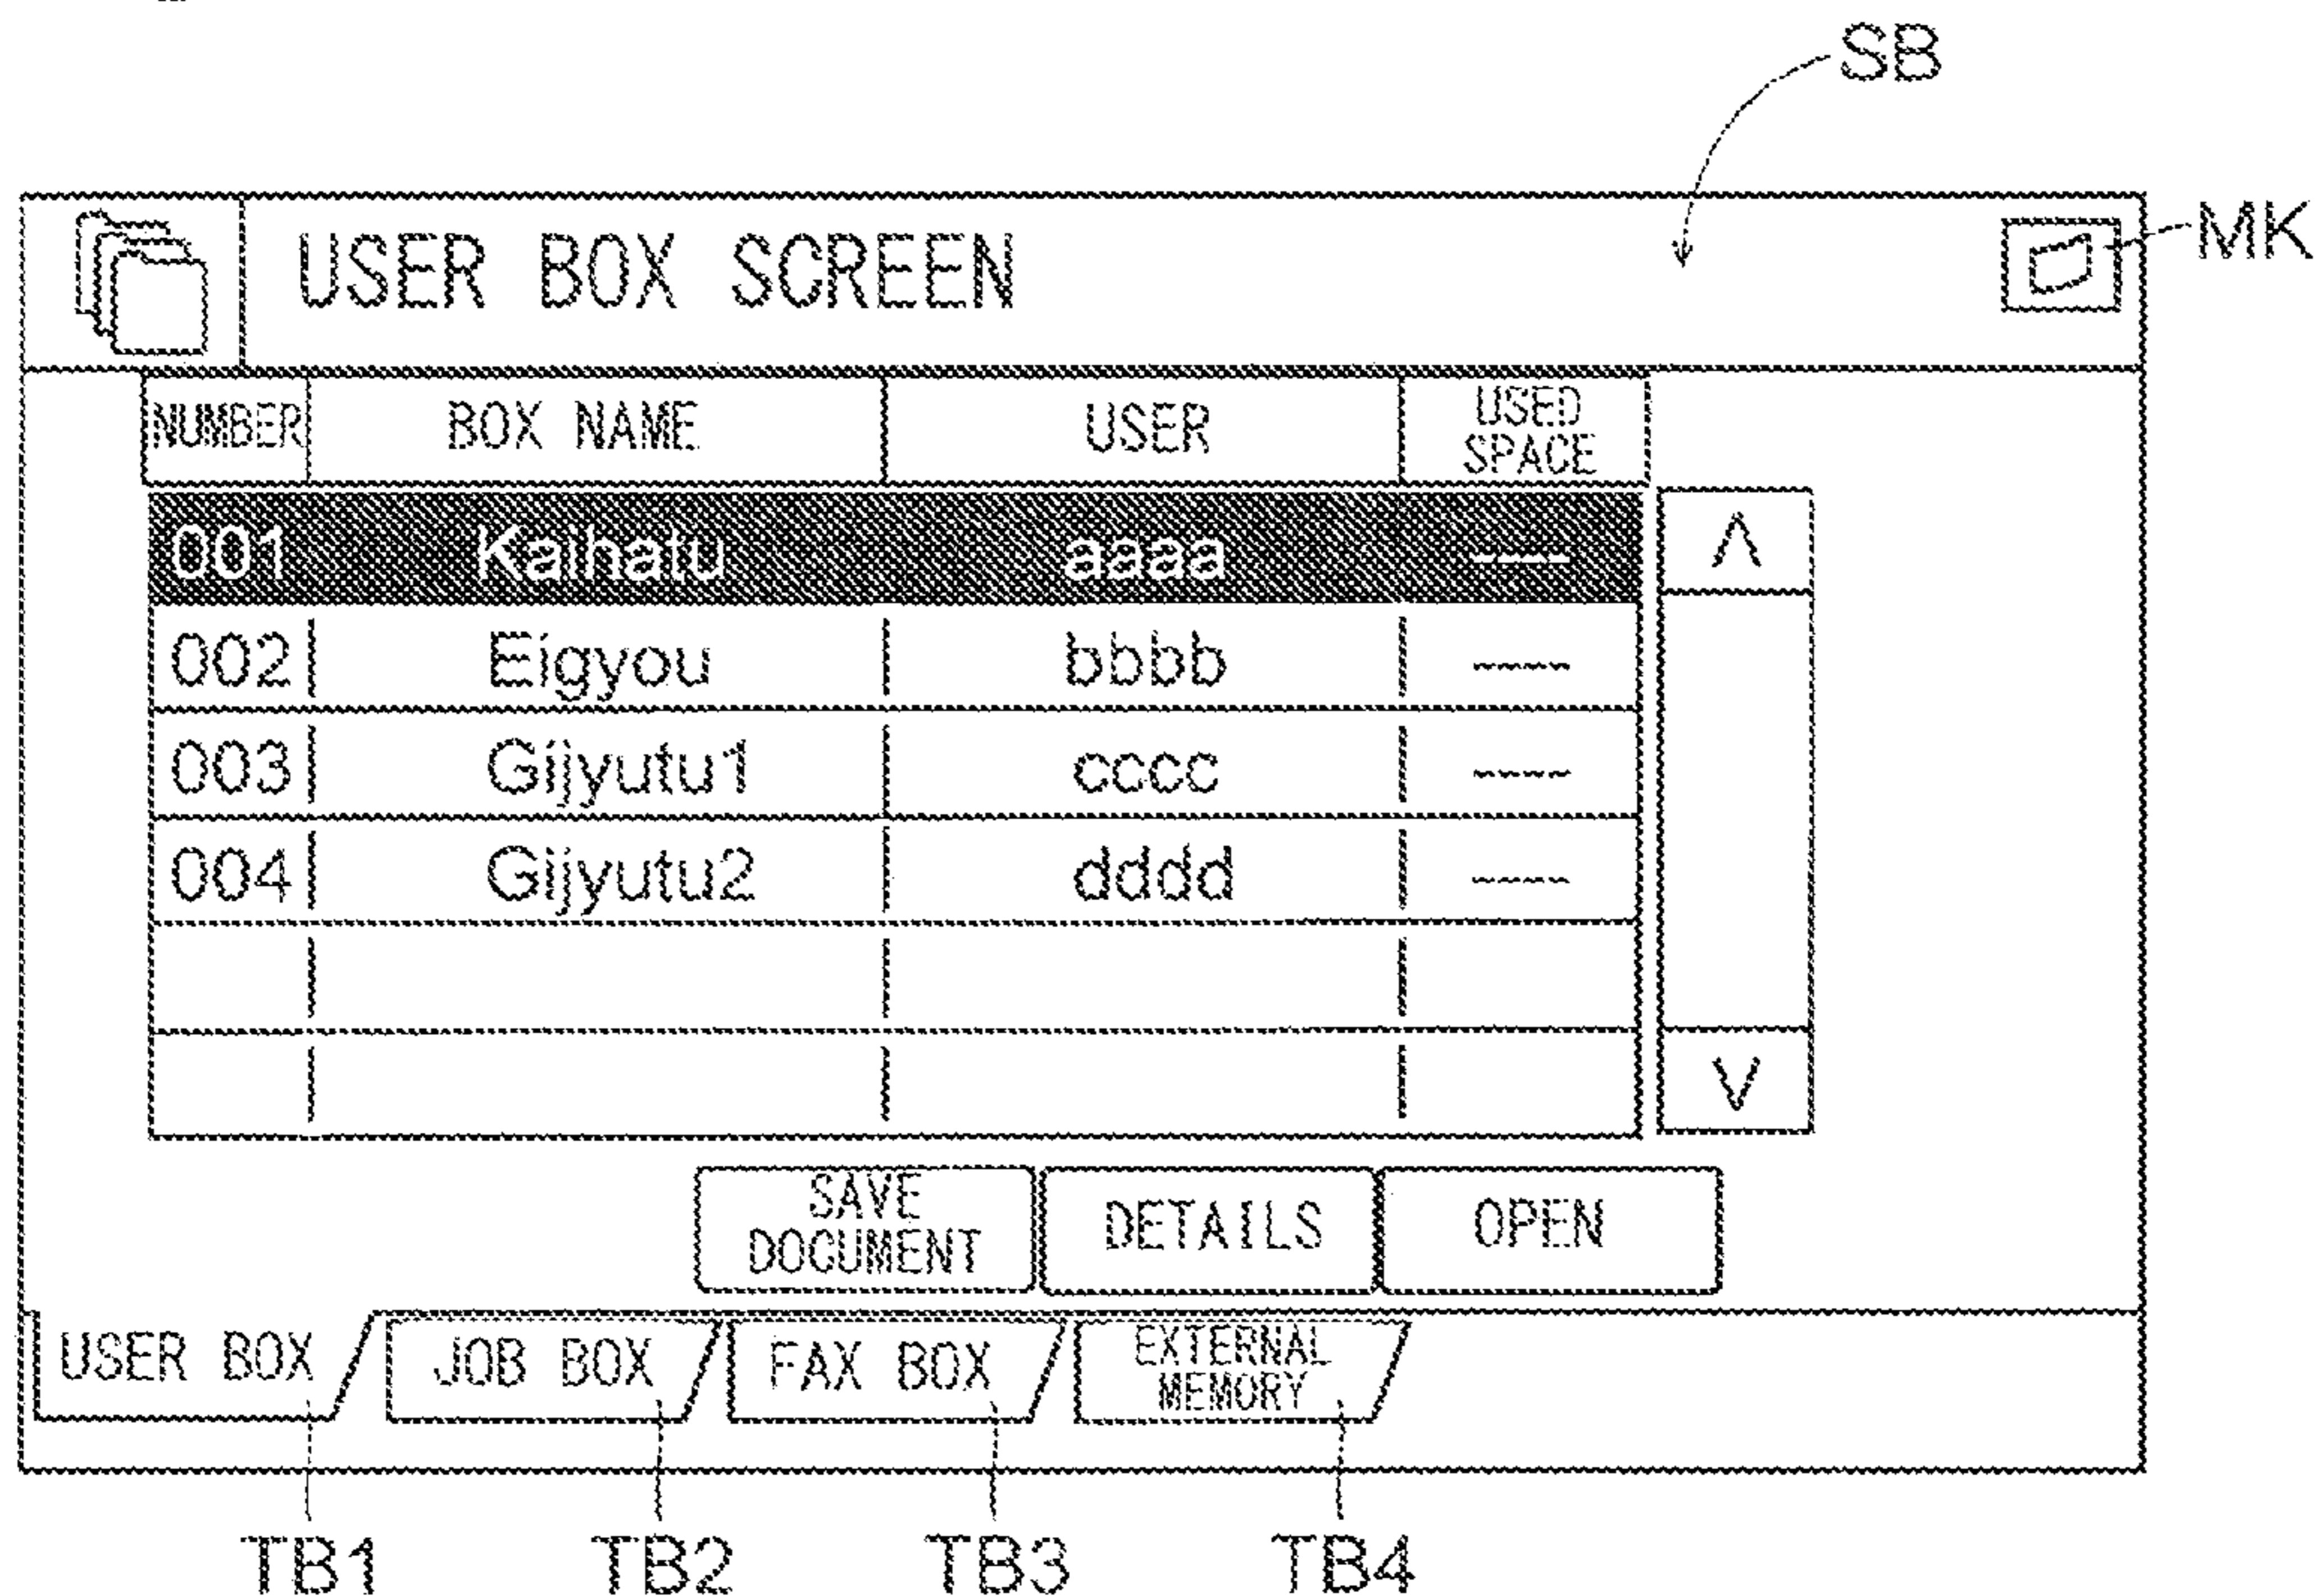 SB
USER BOX SCREEN
MK
NUMBER BOX NAME USER USED SPACE
001 Kaihatu aaaa ----
002 Eigyou bbbb ----
003 Gijyutu1 cccc ----
004 Gijyutu2 dddd ----
SAVE DOCUMENT DETAILS OPEN
USER BOX JOB BOX FAX BOX EXTERNAL MEMORY
TB1 TB2 TB3 TB4